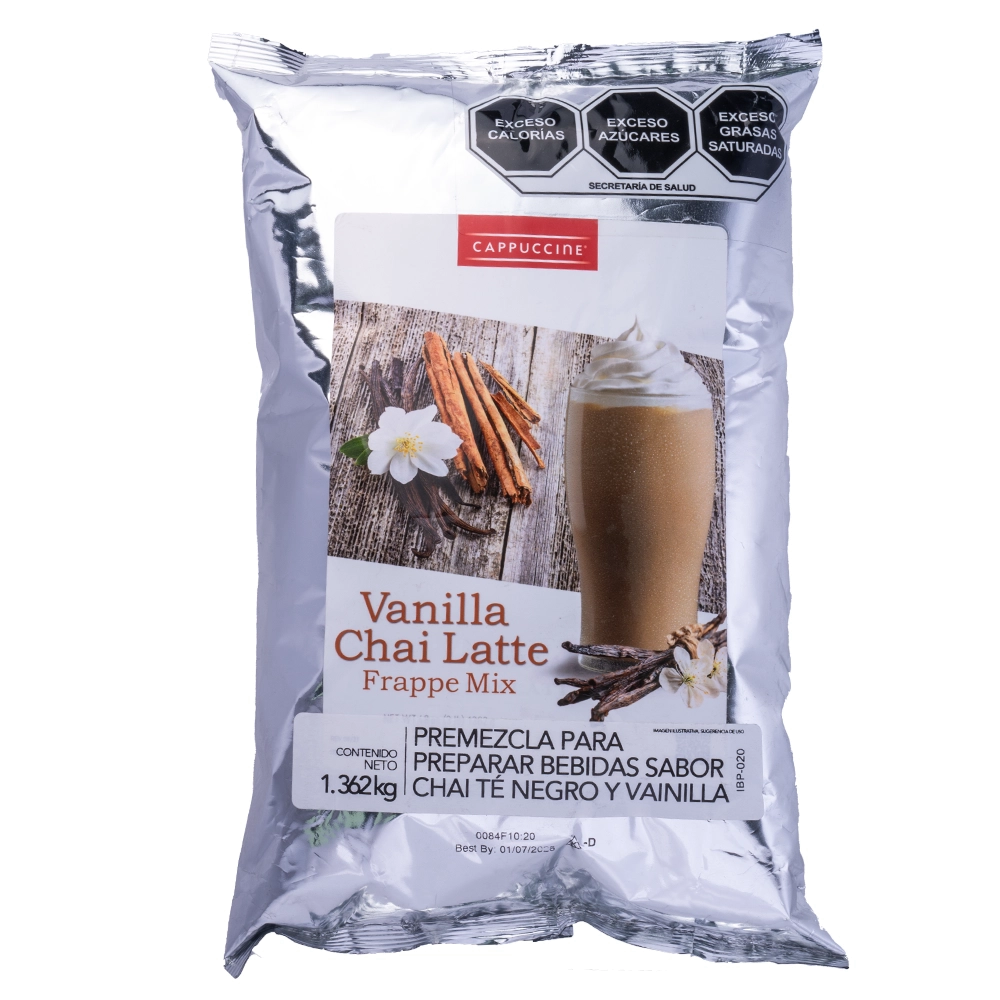 EXCESO
CALORÍAS
EXCESO
AZÚCARES
EXCESO
GRASAS
SATURADAS
SECRETARÍA DE SALUD
CAPPUCCINE
Vanilla
Chai Latte
Frappe Mix
CONTENIDO
NETO
1.362kg
IMAGEN ILUSTRATIVA, SUGERENCIA DE USO
PREMEZCLA PARA
PREPARAR BEBIDAS SABOR
CHAI TÉ NEGRO Y VAINILLA
IBP-020
0084F10:20
Best By: -D